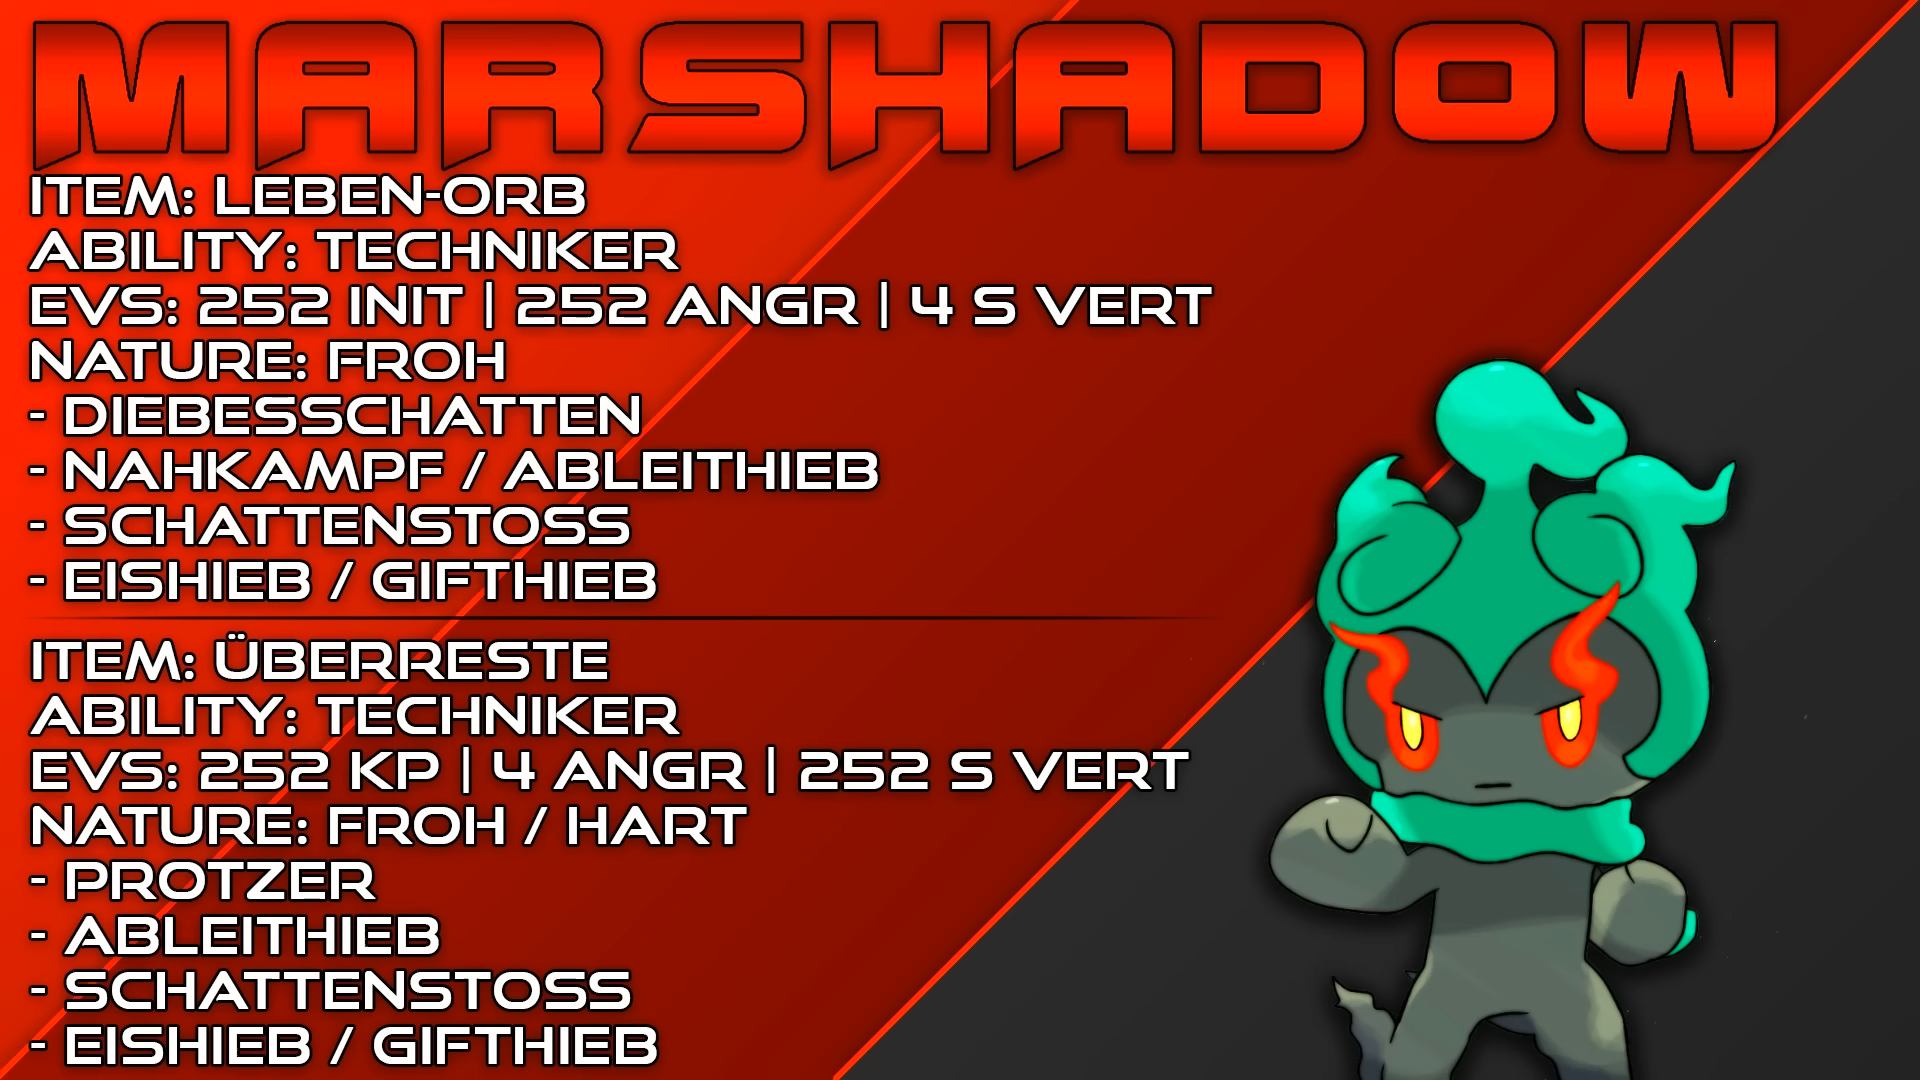 MARSHADOW
ITEM: LEBEN-ORB
ABILITY: TECHNIKER
EVS: 252 INIT | 252 ANGR | 4 S VERT
NATURE: FROH
- DIEBESSCHATTEN
- NAHKAMPF / ABLEITHIEB
- SCHATTENSTOSS
- EISHIEB / GIFTHIEB
ITEM: ÜBERRESTE
ABILITY: TECHNIKER
EVS: 252 KP | 4 ANGR | 252 S VERT
NATURE: FROH / HART
- PROTZER
- ABLEITHIEB
- SCHATTENSTOSS
- EISHIEB / GIFTHIEB